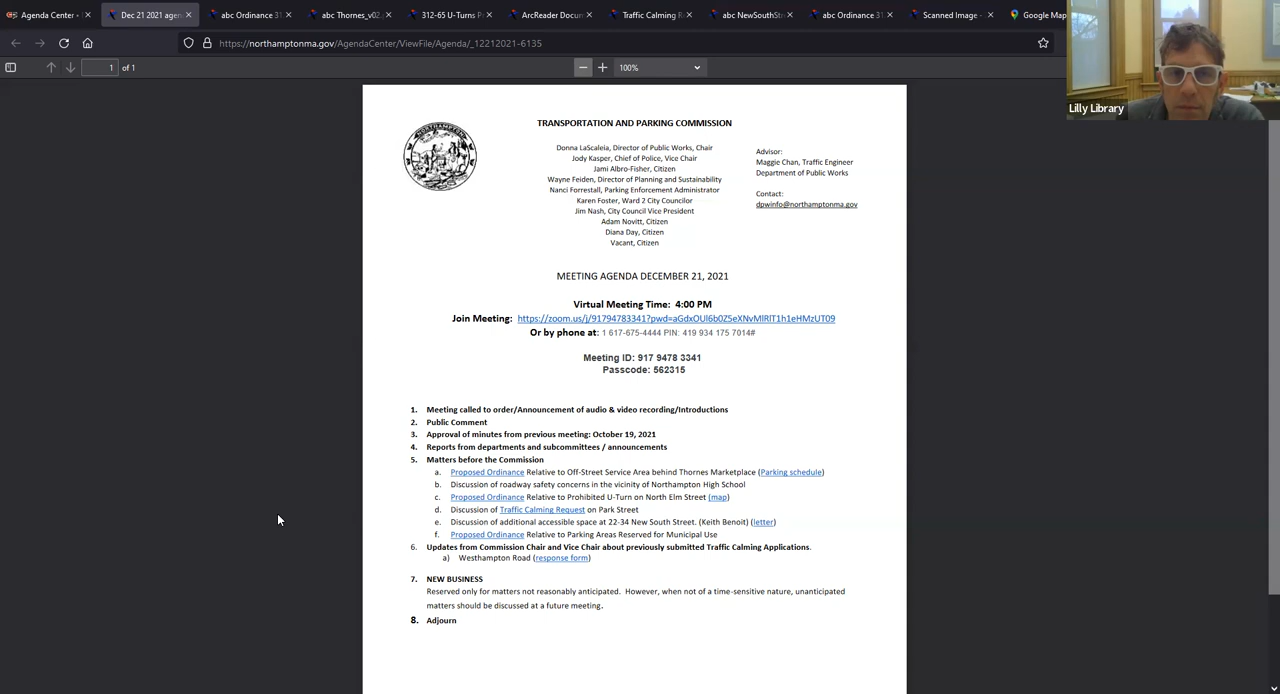 Agenda Center
Dec 21 2021 agen
abc Ordinance 31
abc Thornes_v02
312-65 U-Turns P
ArcReader Docum
Traffic Calming R
abc NewSouthStr
abc Ordinance 31
Scanned Image -
Google Map
https://northamptonma.gov/AgendaCenter/ViewFile/Agenda/_12212021-6135
1 of 1
100%
Lilly Library
TRANSPORTATION AND PARKING COMMISSION
Donna LaScaleia, Director of Public Works, Chair
Jody Kasper, Chief of Police, Vice Chair
Jami Albro-Fisher, Citizen
Wayne Feiden, Director of Planning and Sustainability
Nanci Forrestall, Parking Enforcement Administrator
Karen Foster, Ward 2 City Councilor
Jim Nash, City Council Vice President
Adam Novitt, Citizen
Diana Day, Citizen
Vacant, Citizen
Advisor:
Maggie Chan, Traffic Engineer
Department of Public Works
Contact:
dpwinfo@northamptonma.gov
MEETING AGENDA DECEMBER 21, 2021
Virtual Meeting Time: 4:00 PM
Join Meeting: https://zoom.us/j/91794783341?pwd=aGdxOUl6b0Z5eXNvMlRlT1h1eHMzUT09
Or by phone at: 1 617-675-4444 PIN: 419 934 175 7014#
Meeting ID: 917 9478 3341
Passcode: 562315
1. Meeting called to order/Announcement of audio & video recording/Introductions
2. Public Comment
3. Approval of minutes from previous meeting: October 19, 2021
4. Reports from departments and subcommittees / announcements
5. Matters before the Commission
a. Proposed Ordinance Relative to Off-Street Service Area behind Thornes Marketplace (Parking schedule)
b. Discussion of roadway safety concerns in the vicinity of Northampton High School
c. Proposed Ordinance Relative to Prohibited U-Turn on North Elm Street (map)
d. Discussion of Traffic Calming Request on Park Street
e. Discussion of additional accessible space at 22-34 New South Street. (Keith Benoit) (letter)
f. Proposed Ordinance Relative to Parking Areas Reserved for Municipal Use
6. Updates from Commission Chair and Vice Chair about previously submitted Traffic Calming Applications.
a) Westhampton Road (response form)
7. NEW BUSINESS
Reserved only for matters not reasonably anticipated. However, when not of a time-sensitive nature, unanticipated
matters should be discussed at a future meeting.
8. Adjourn